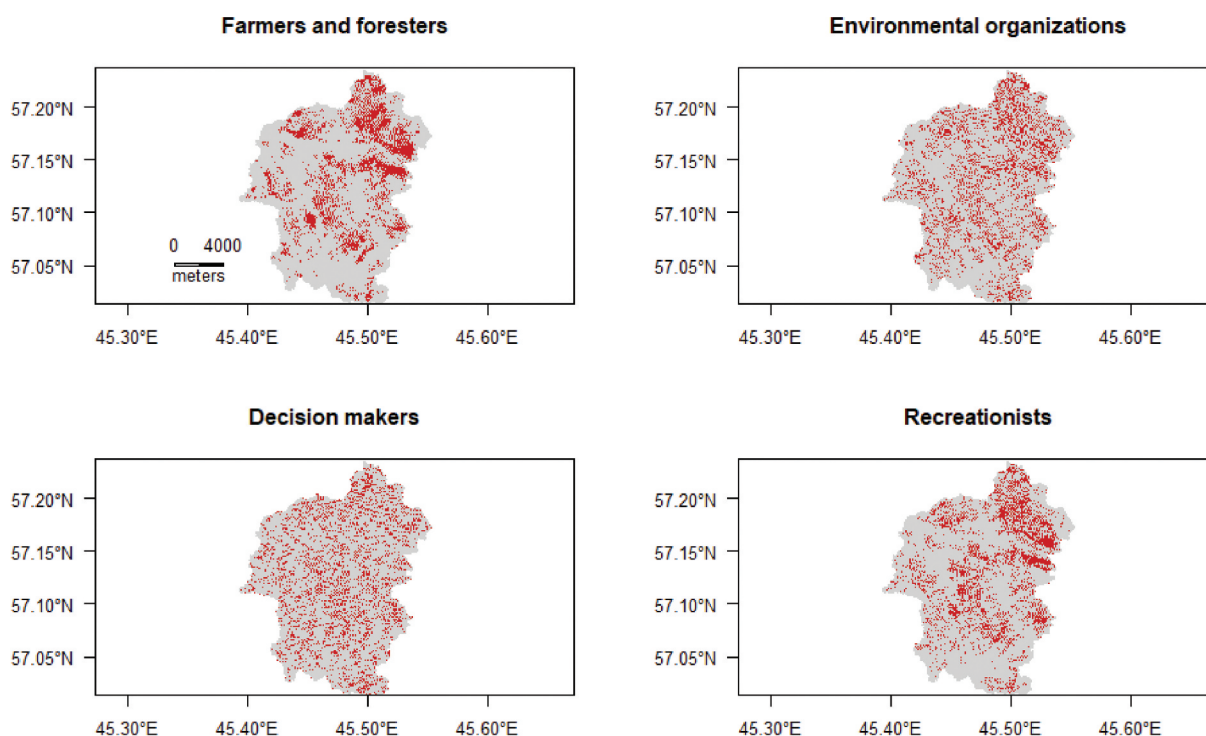 Farmers and foresters
57.20°N
57.15°N
57.10°N
57.05°N
0 4000
meters
45.30°E 45.40°E 45.50°E 45.60°E
Environmental organizations
57.20°N
57.15°N
57.10°N
57.05°N
45.30°E 45.40°E 45.50°E 45.60°E
Decision makers
57.20°N
57.15°N
57.10°N
57.05°N
45.30°E 45.40°E 45.50°E 45.60°E
Recreationists
57.20°N
57.15°N
57.10°N
57.05°N
45.30°E 45.40°E 45.50°E 45.60°E